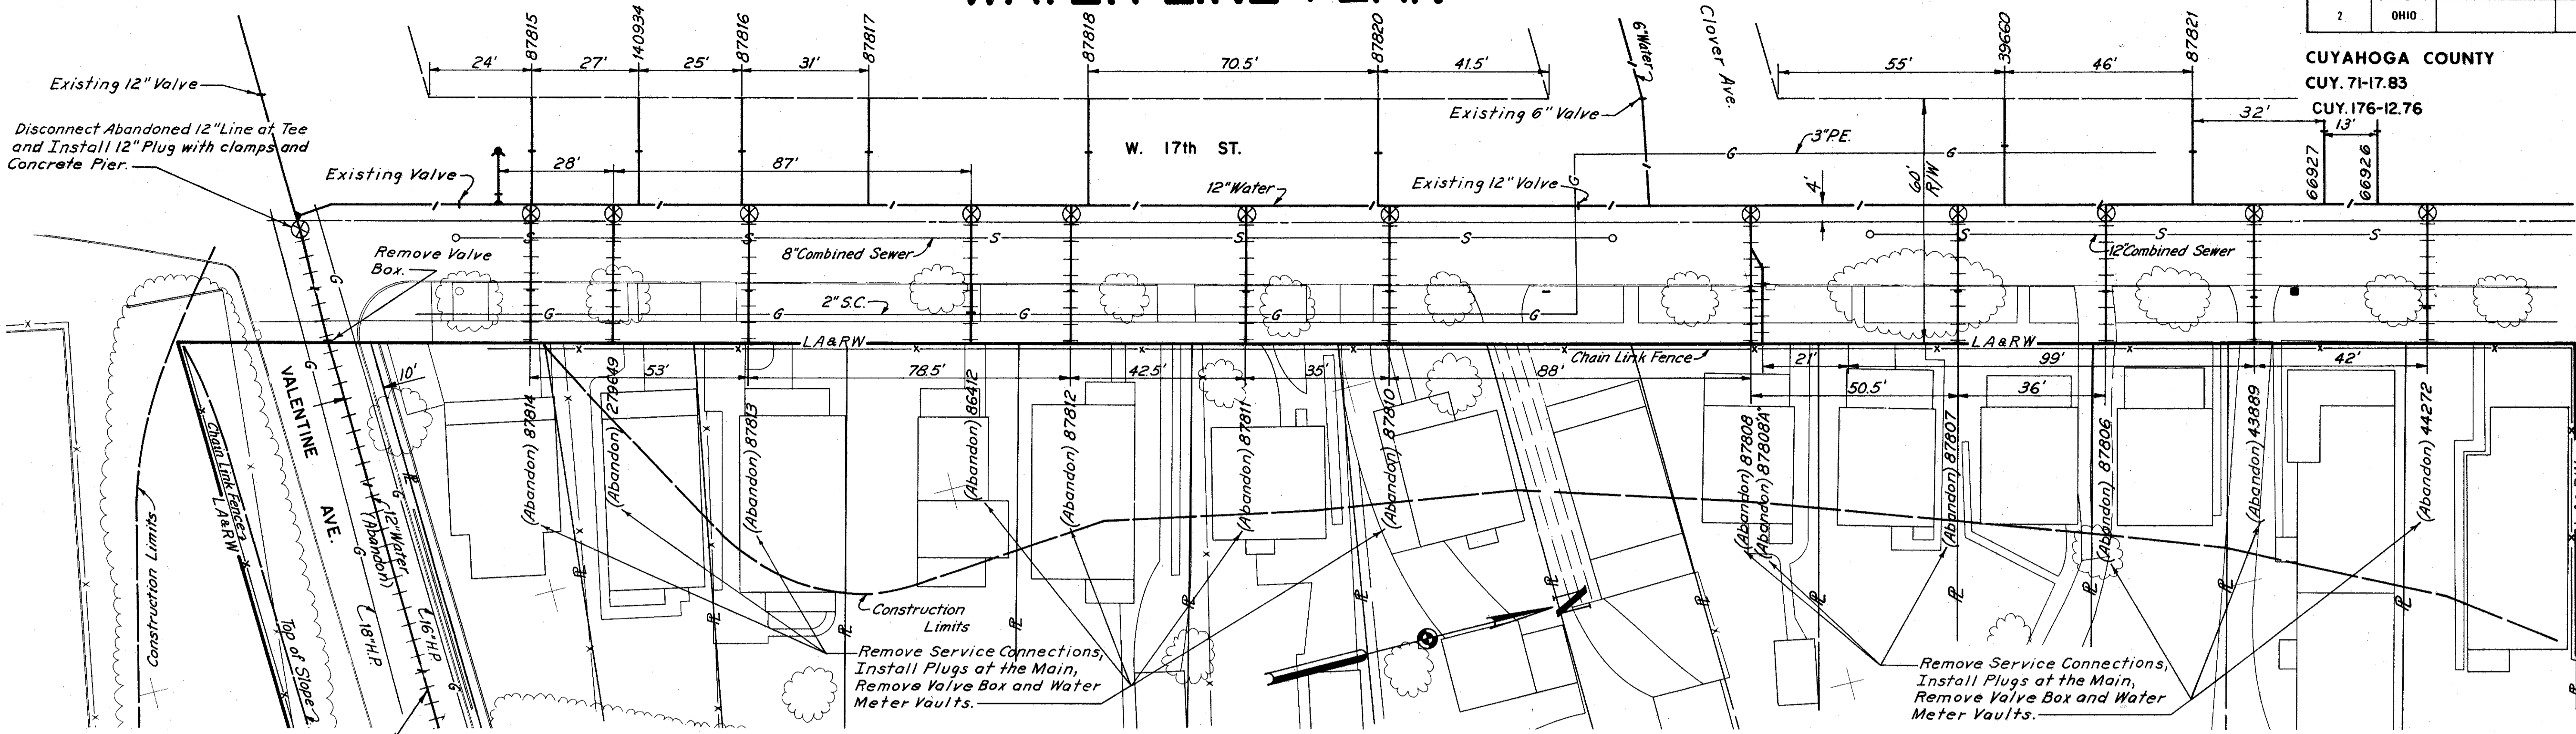 2 OHIO
CUYAHOGA COUNTY
CUY. 71-17.83
CUY. 176-12.76
87815
140934
87816
87817
87818
87820
6"Water
Clover Ave.
39660
87821
24'
27'
25'
31'
70.5'
41.5'
55'
46'
32'
13'
66927
66926
Existing 12" Valve
Disconnect Abandoned 12" Line at Tee
and Install 12" Plug with clamps and
Concrete Pier.
Existing Valve
28'
87'
W. 17th ST.
12"Water
Existing 6" Valve
Existing 12" Valve
3"P.E.
4'
60'
R/W
G
G
G
Remove Valve
Box.
S
S
S
S
S
8"Combined Sewer
S
S
S
12"Combined Sewer
2" S.C.
G
G
G
G
G
LA&RW
Chain Link Fence
LA&RW
10'
53'
78.5'
42.5'
35'
88'
21'
99'
50.5'
36'
42'
(Abandon) 87814
(Abandon) 279649
(Abandon) 87813
(Abandon) 86412
(Abandon) 87812
(Abandon) 87811
(Abandon) 87810
(Abandon) 87808
(Abandon) 87808A
(Abandon) 87807
(Abandon) 87806
(Abandon) 43889
(Abandon) 44272
VALENTINE
AVE.
Chain Link Fence
LA&RW
Top of Slope
Construction Limits
12"Water
(Abandon)
18"H.P.
16"H.P.
G
G
G
G
G
Construction
Limits
Remove Service Connections,
Install Plugs at the Main,
Remove Valve Box and Water
Meter Vaults.
Remove Service Connections,
Install Plugs at the Main,
Remove Valve Box and Water
Meter Vaults.